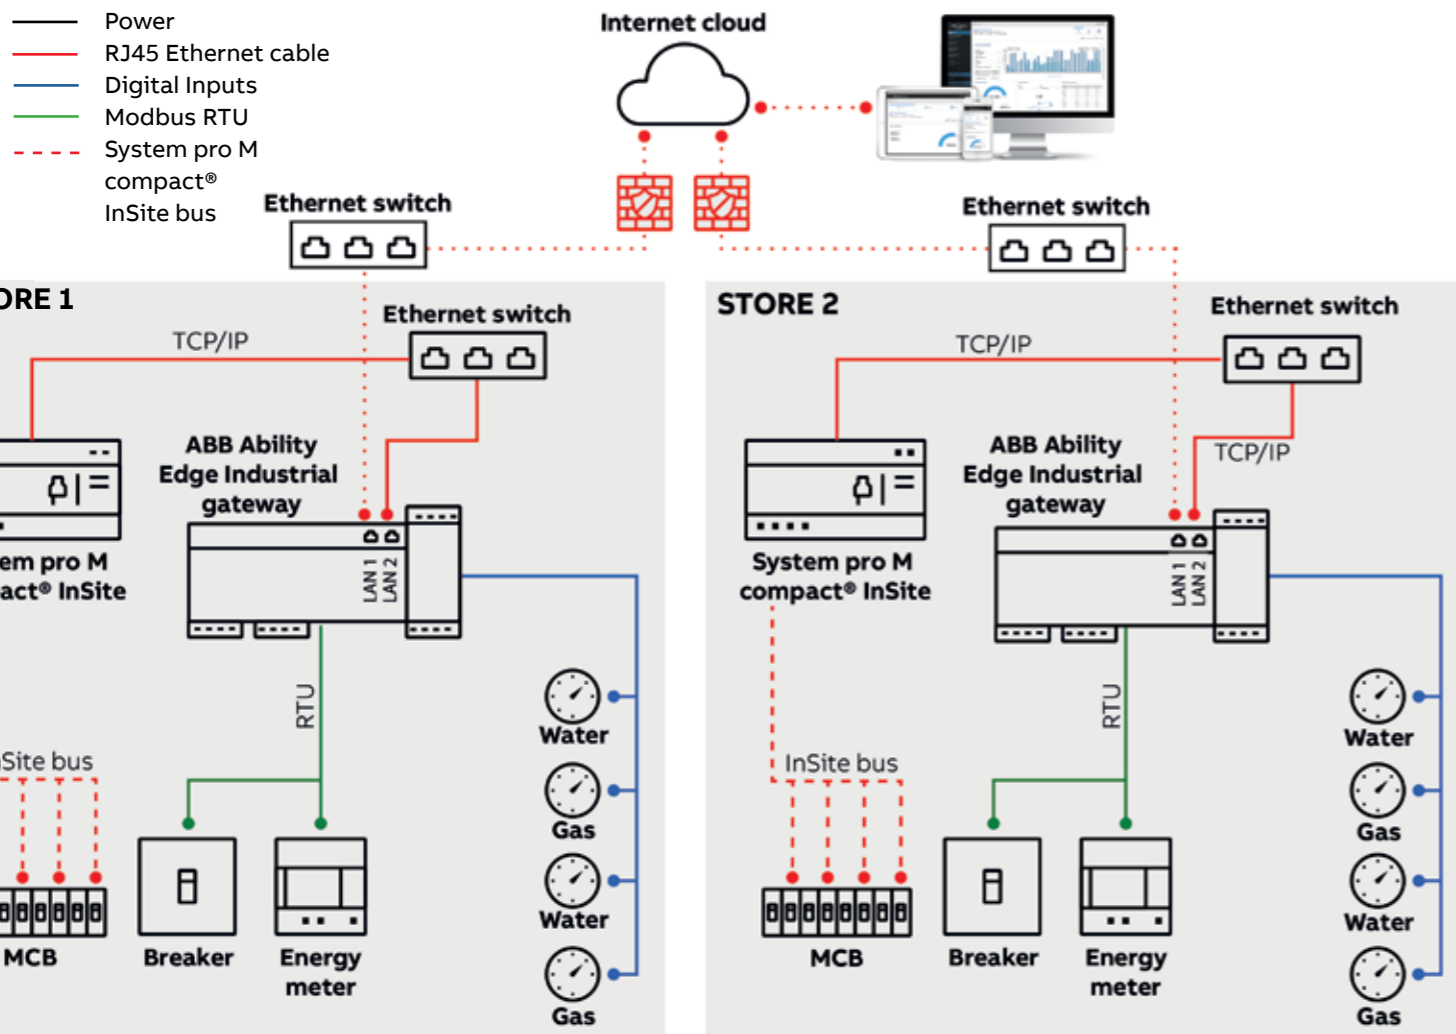 Power
RJ45 Ethernet cable
Digital Inputs
Modbus RTU
System pro M
compact®
InSite bus
Internet cloud
Ethernet switch
Ethernet switch
ORE 1
Ethernet switch
TCP/IP
ABB Ability
Edge Industrial
gateway
LAN 1
LAN 2
em pro M
act® InSite
RTU
Site bus
Water
Gas
Water
Gas
MCB
Breaker
Energy
meter
STORE 2
Ethernet switch
TCP/IP
TCP/IP
ABB Ability
Edge Industrial
gateway
LAN 1
LAN 2
System pro M
compact® InSite
RTU
InSite bus
Water
Gas
Water
Gas
MCB
Breaker
Energy
meter